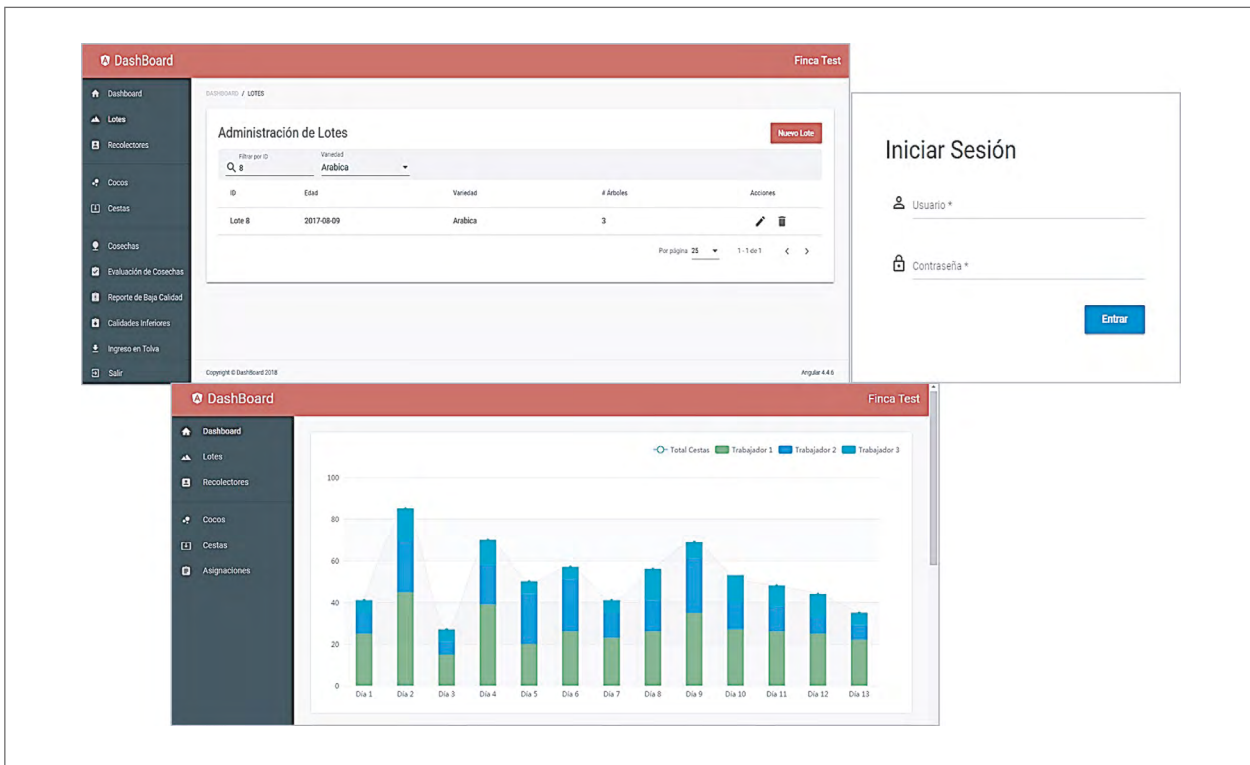 DashBoard
Finca Test
Dashboard
Lotes
Recolectores
Cocos
Cestas
Cosechas
Evaluación de Cosechas
Reporte de Baja Calidad
Calidades Inferiores
Ingreso en Tolva
Salir
DASHBOARD / LOTES
Administración de Lotes
Nuevo Lote
Filtrar por ID Variedad
8 Arabica
ID Edad Variedad # Árboles Acciones
Lote 8 2017-08-09 Arabica 3
Por página 25 1 - 1 de 1
Copyright © DashBoard 2018 Angular 4.4.6
Iniciar Sesión
Usuario *
Contraseña *
Entrar
DashBoard
Finca Test
Dashboard
Lotes
Recolectores
Cocos
Cestas
Asignaciones
Total Cestas Trabajador 1 Trabajador 2 Trabajador 3
100
80
60
40
20
0
Día 1 Día 2 Día 3 Día 4 Día 5 Día 6 Día 7 Día 8 Día 9 Día 10 Día 11 Día 12 Día 13